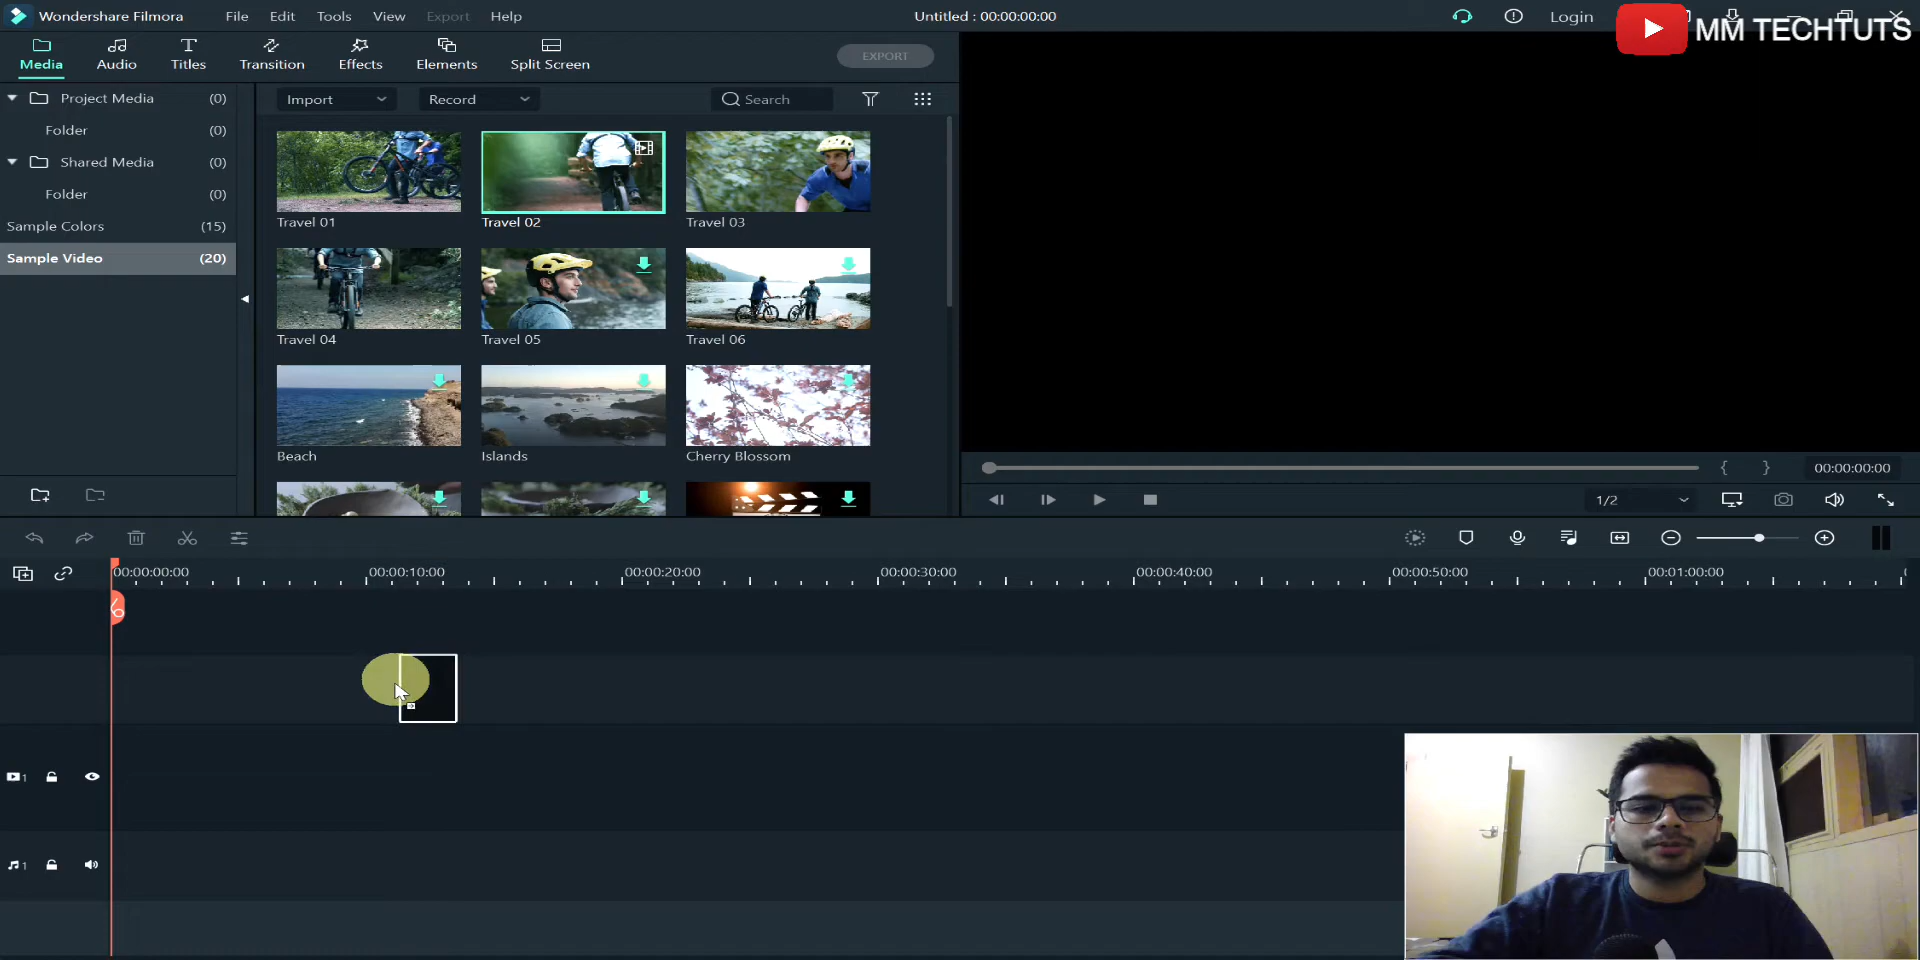 Wondershare Filmora File Edit Tools View Export Help Untitled : 00:00:00:00 Login
MM TECHTUTS
Media Audio Titles Transition Effects Elements Split Screen EXPORT
Project Media (0)
Folder (0)
Shared Media (0)
Folder (0)
Sample Colors (15)
Sample Video (20)
Import Record Search
Travel 01 Travel 02 Travel 03
Travel 04 Travel 05 Travel 06
Beach Islands Cherry Blossom
{ } 00:00:00:00
1/2
00:00:00:00 00:00:10:00 00:00:20:00 00:00:30:00 00:00:40:00 00:00:50:00 00:01:00:00
1
1